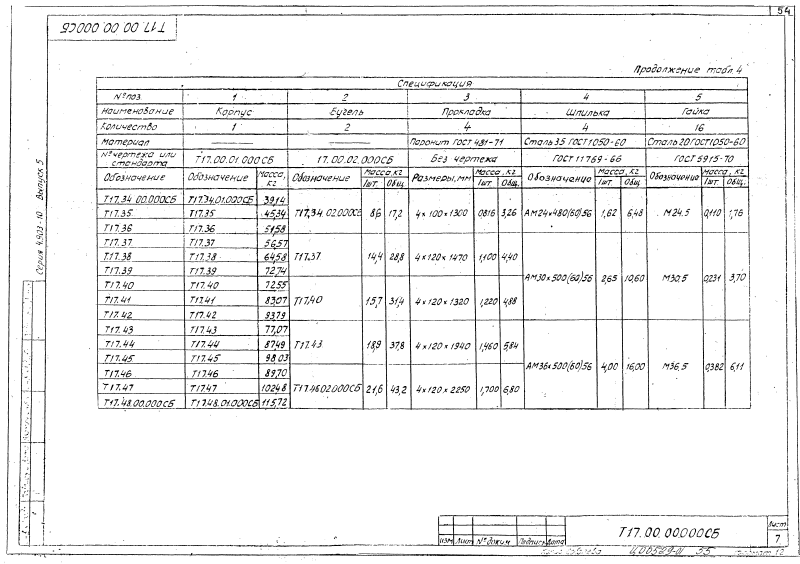 54
Т17.00.00.000СБ
Продолжение табл. 4
Спецификация
№ поз. 1 2 3 4 5
Наименование Корпус Бугель Прокладка Шпилька Гайка
Количество 1 2 4 4 16
Материал Паронит ГОСТ 481-71 Сталь 35 ГОСТ 1050-60 Сталь 20 ГОСТ 1050-60
№ чертежа или стандарта Т17.00.01.000СБ 17.00.02.000СБ Без чертежа ГОСТ 11769-66 ГОСТ 5915-70
Обозначение Обозначение Масса, кг Обозначение Масса, кг Размеры, мм Масса, кг Обозначение Масса, кг Обозначение Масса, кг
1шт. Общ. 1шт. Общ. 1шт. Общ. 1шт. Общ.
Т17.34.00.000СБ Т17.34.01.000СБ 39,14
Т17.35 Т17.35 45,34 Т17.34.02.000СБ 8,6 17,2 4×100×1300 0,816 3,26 АМ24×480(60)56 1,62 6,48 М24.5 0,110 1,76
Т17.36 Т17.36 51,58
Т17.37 Т17.37 56,57
Т17.38 Т17.38 64,58 Т17.37 14,4 28,8 4×120×1470 1,100 4,40
Т17.39 Т17.39 72,74
АМ30×500(60)56 2,65 10,60 М30.5 0,231 3,70
Т17.40 Т17.40 72,55
Т17.41 Т17.41 83,07 Т17.40 15,7 31,4 4×120×1320 1,220 4,88
Т17.42 Т17.42 93,79
Т17.43 Т17.43 77,07
Т17.44 Т17.44 87,49 Т17.43 18,9 37,8 4×120×1940 1,460 5,84
Т17.45 Т17.45 98,03
АМ36×500(60)56 4,00 16,00 М36.5 0,382 6,11
Т17.46 Т17.46 89,70
Т17.47 Т17.47 102,48 Т17.46.02.000СБ 21,6 43,2 4×120×2250 1,700 6,80
Т17.48.00.000СБ Т17.48.01.000СБ 115,72
Серия 4.903-10 Выпуск 5
Изм. Лист № докум. Подпись Дата
Т17.00.00.000СБ
Лист
7
ЦО0529-01 55
Формат 12